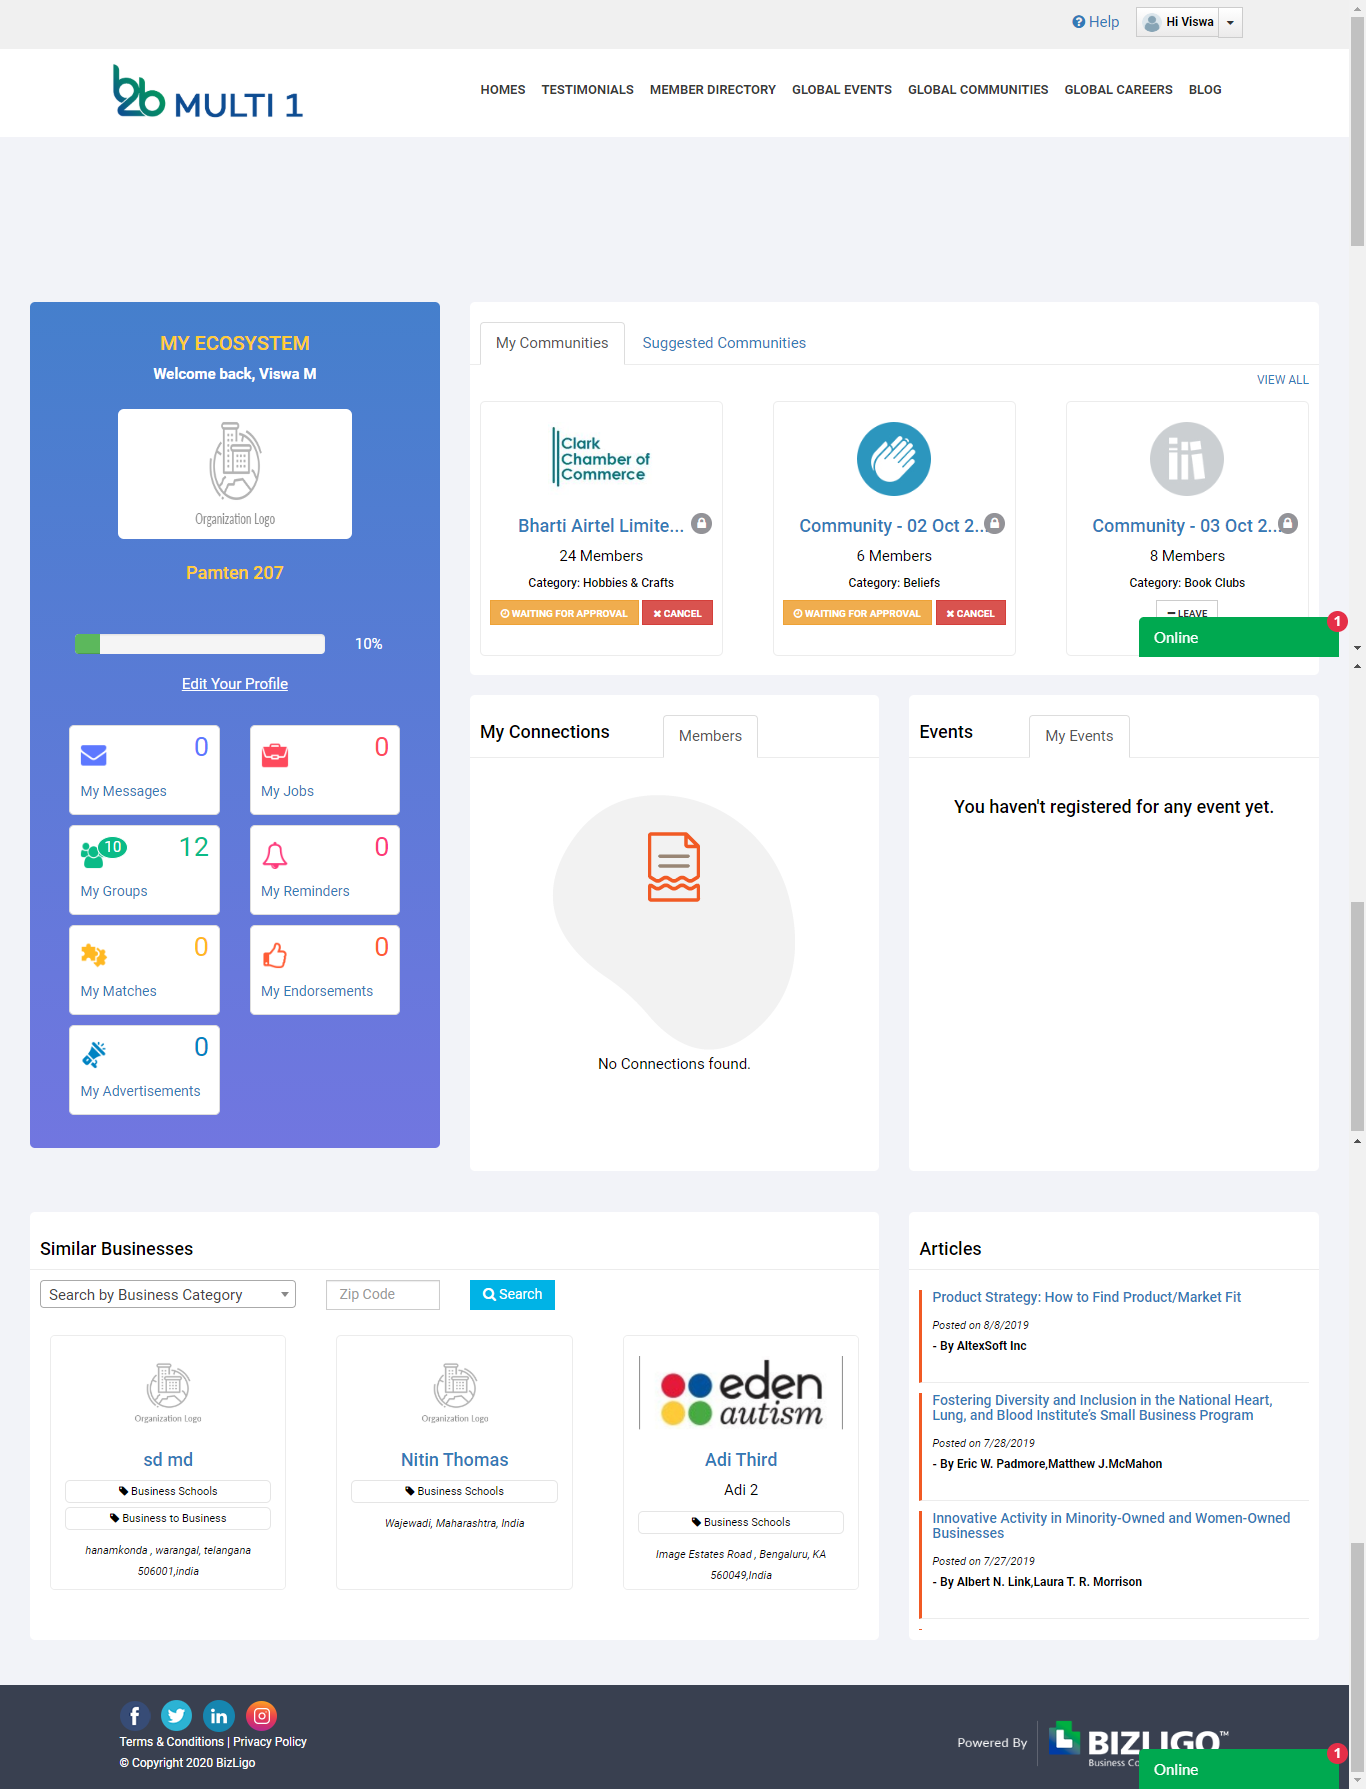 Help
Hi Viswa
b2b MULTI 1
HOMES TESTIMONIALS MEMBER DIRECTORY GLOBAL EVENTS GLOBAL COMMUNITIES GLOBAL CAREERS BLOG
MY ECOSYSTEM
Welcome back, Viswa M
Organization Logo
Pamten 207
10%
Edit Your Profile
0
My Messages
0
My Jobs
10
12
My Groups
0
My Reminders
0
My Matches
0
My Endorsements
0
My Advertisements
My Communities
Suggested Communities
VIEW ALL
Clark
Chamber of
Commerce
Bharti Airtel Limite...
24 Members
Category: Hobbies & Crafts
WAITING FOR APPROVAL
CANCEL
Community - 02 Oct 2...
6 Members
Category: Beliefs
WAITING FOR APPROVAL
CANCEL
Community - 03 Oct 2...
8 Members
Category: Book Clubs
LEAVE
Online
1
My Connections
Members
No Connections found.
Events
My Events
You haven't registered for any event yet.
Similar Businesses
Search by Business Category
Zip Code
Search
Organization Logo
sd md
Business Schools
Business to Business
hanamkonda , warangal, telangana
506001,india
Organization Logo
Nitin Thomas
Business Schools
Wajewadi, Maharashtra, India
eden
autism
Adi Third
Adi 2
Business Schools
Image Estates Road , Bengaluru, KA
560049,India
Articles
Product Strategy: How to Find Product/Market Fit
Posted on 8/8/2019
- By AltexSoft Inc
Fostering Diversity and Inclusion in the National Heart,
Lung, and Blood Institute's Small Business Program
Posted on 7/28/2019
- By Eric W. Padmore,Matthew J.McMahon
Innovative Activity in Minority-Owned and Women-Owned
Businesses
Posted on 7/27/2019
- By Albert N. Link,Laura T. R. Morrison
Terms & Conditions | Privacy Policy
© Copyright 2020 BizLigo
Powered By
BIZLIGO™
Business
Online
1